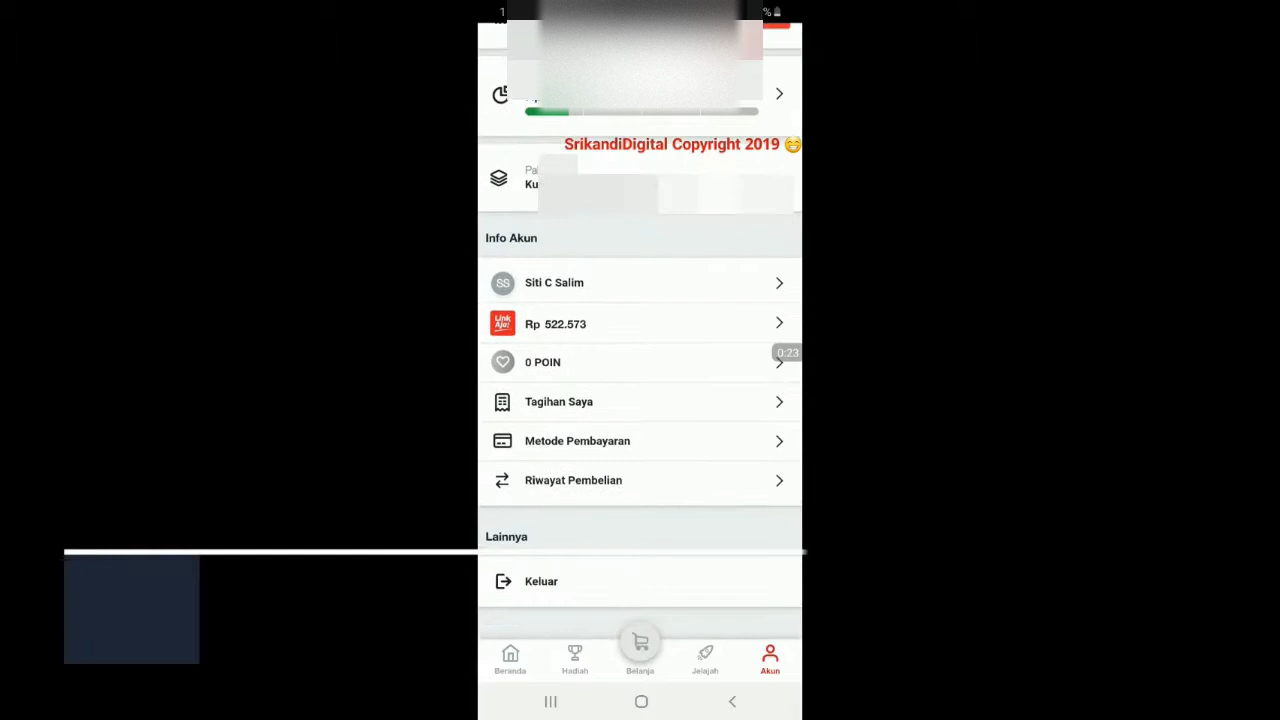 SrikandiDigital Copyright 2019 😁
Info Akun
SS Siti C Salim
Link Aja! Rp 522.573
0:23
0 POIN
Tagihan Saya
Metode Pembayaran
Riwayat Pembelian
Lainnya
Keluar
Beranda Hadiah Belanja Jelajah Akun